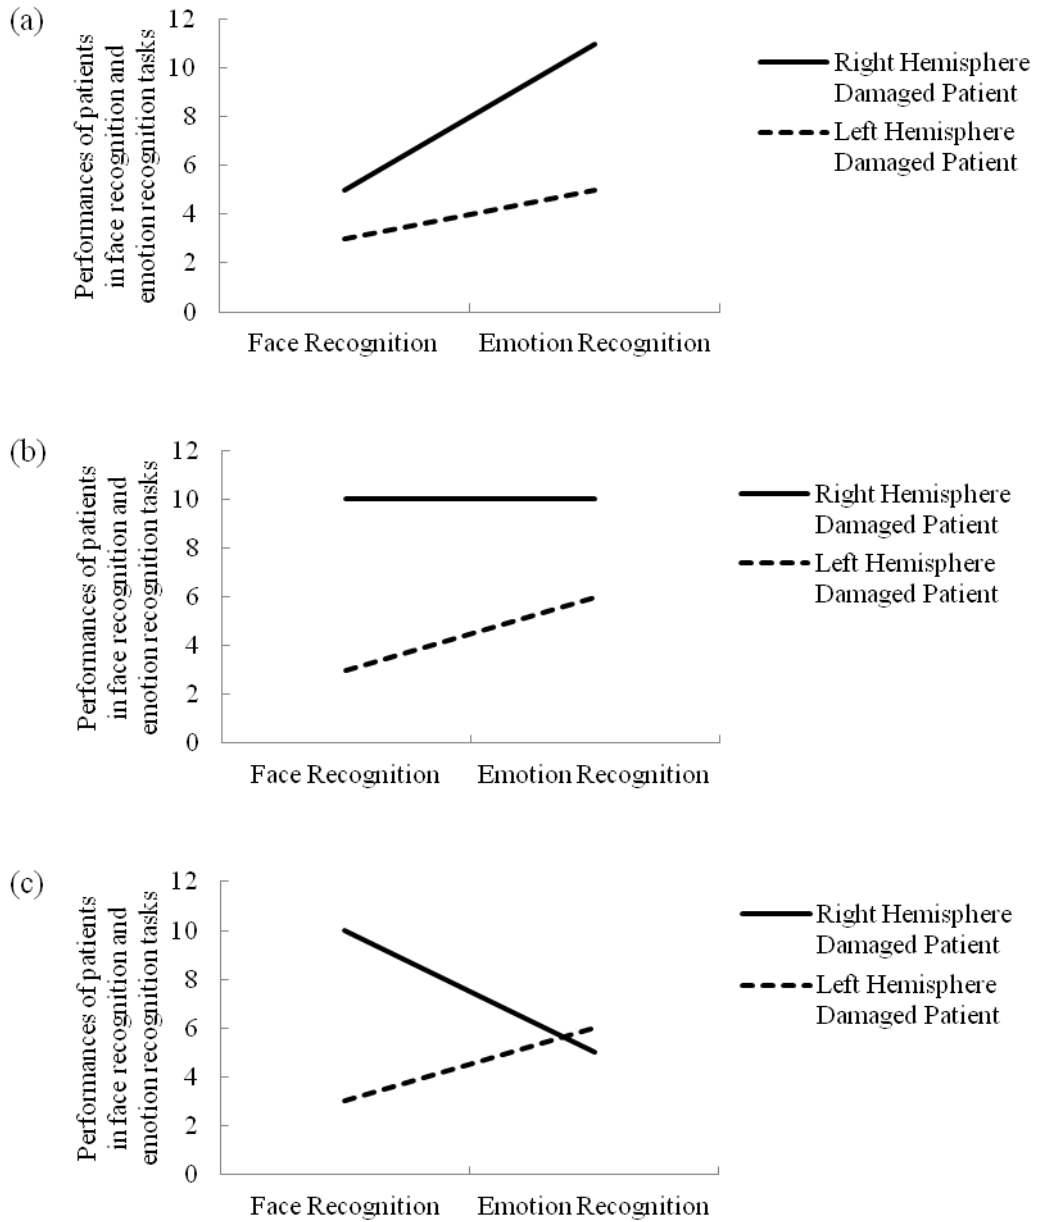 (a)
Performances of patients
in face recognition and
emotion recognition tasks
12
10
8
6
4
2
0
Face Recognition
Emotion Recognition
Right Hemisphere
Damaged Patient
Left Hemisphere
Damaged Patient
(b)
Performances of patients
in face recognition and
emotion recognition tasks
12
10
8
6
4
2
0
Face Recognition
Emotion Recognition
Right Hemisphere
Damaged Patient
Left Hemisphere
Damaged Patient
(c)
Performances of patients
in face recognition and
emotion recognition tasks
12
10
8
6
4
2
0
Face Recognition
Emotion Recognition
Right Hemisphere
Damaged Patient
Left Hemisphere
Damaged Patient